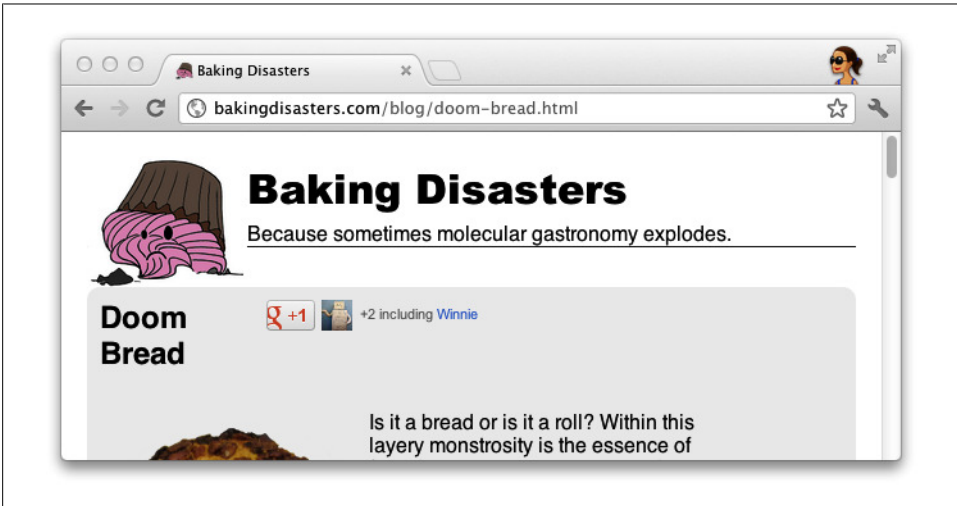 Baking Disasters
bakingdisasters.com/blog/doom-bread.html
Baking Disasters
Because sometimes molecular gastronomy explodes.
Doom
Bread
g +1
+2 including Winnie
Is it a bread or is it a roll? Within this
layery monstrosity is the essence of